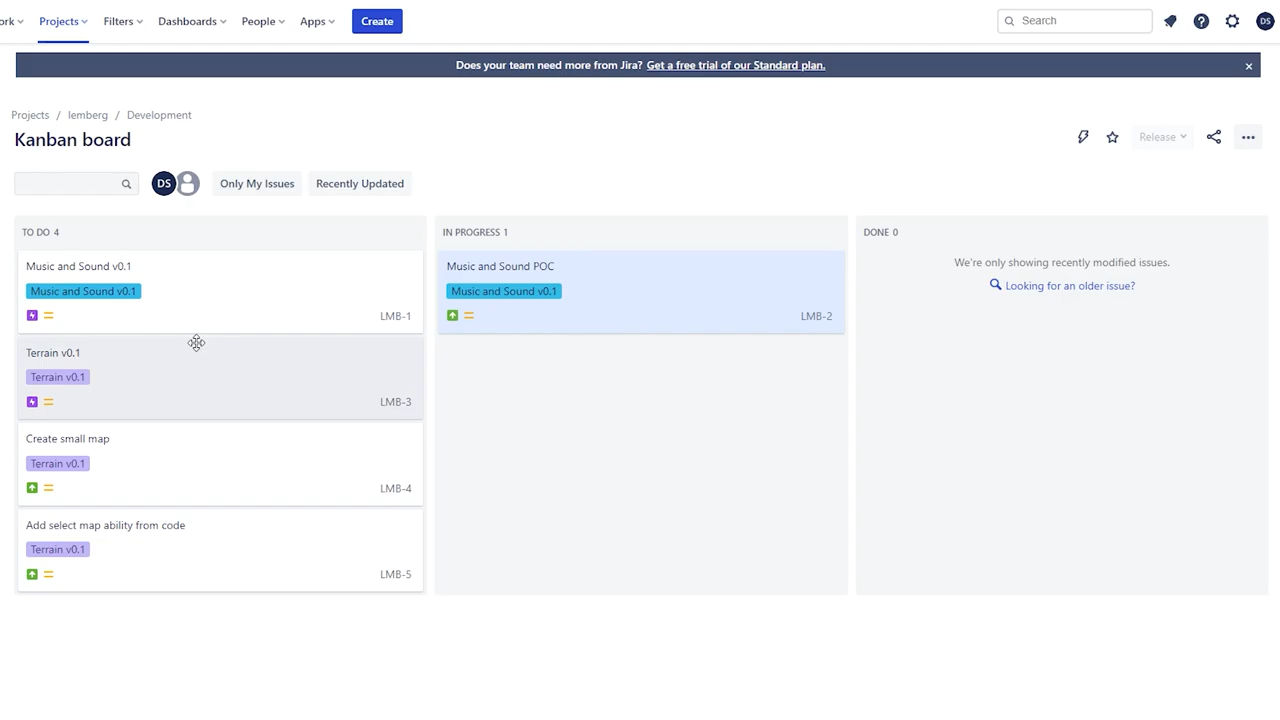 ork Projects Filters Dashboards People Apps Create Search DS
Does your team need more from Jira? Get a free trial of our Standard plan.
Projects / lemberg / Development
Kanban board
Release
DS Only My Issues Recently Updated
TO DO 4
Music and Sound v0.1
Music and Sound v0.1
LMB-1
Terrain v0.1
Terrain v0.1
LMB-3
Create small map
Terrain v0.1
LMB-4
Add select map ability from code
Terrain v0.1
LMB-5
IN PROGRESS 1
Music and Sound POC
Music and Sound v0.1
LMB-2
DONE 0
We're only showing recently modified issues.
Looking for an older issue?